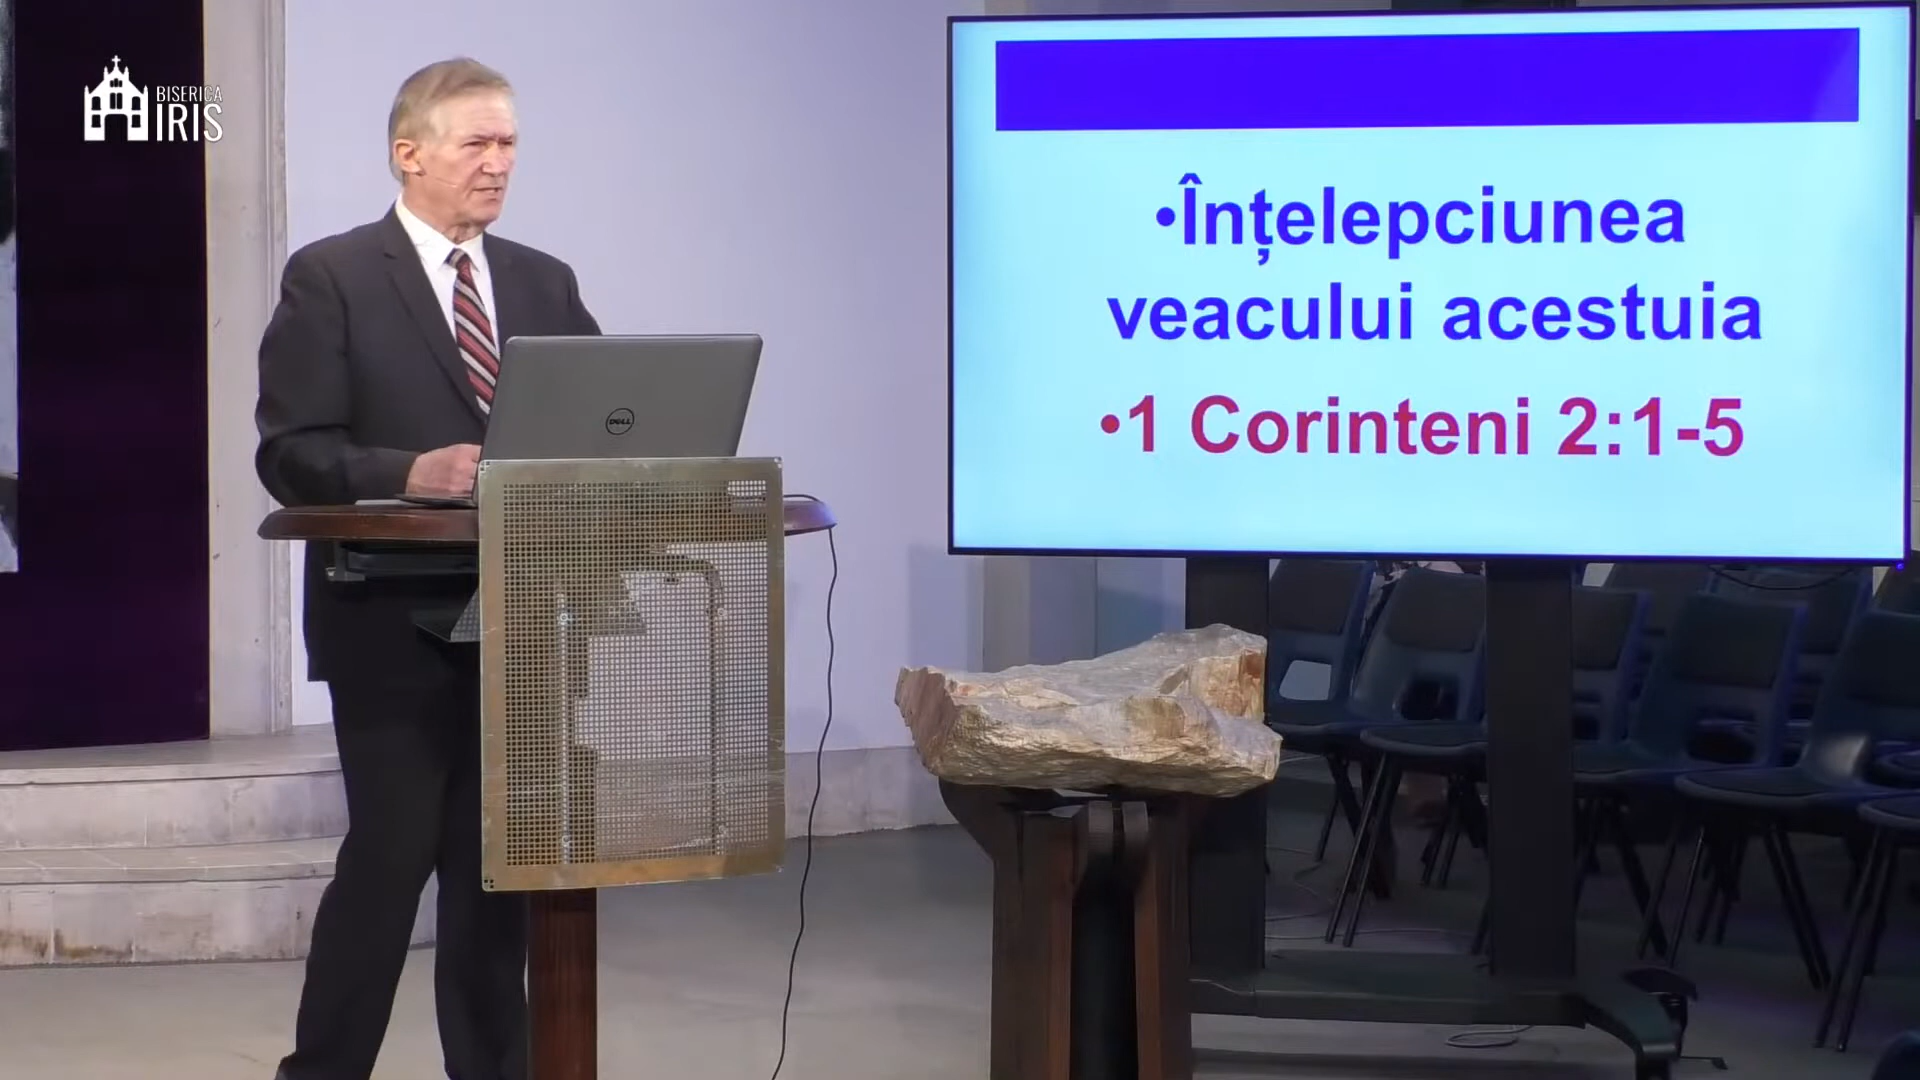 BISERICA
IRIS
•Înțelepciunea
veacului acestuia
•1 Corinteni 2:1-5
DELL